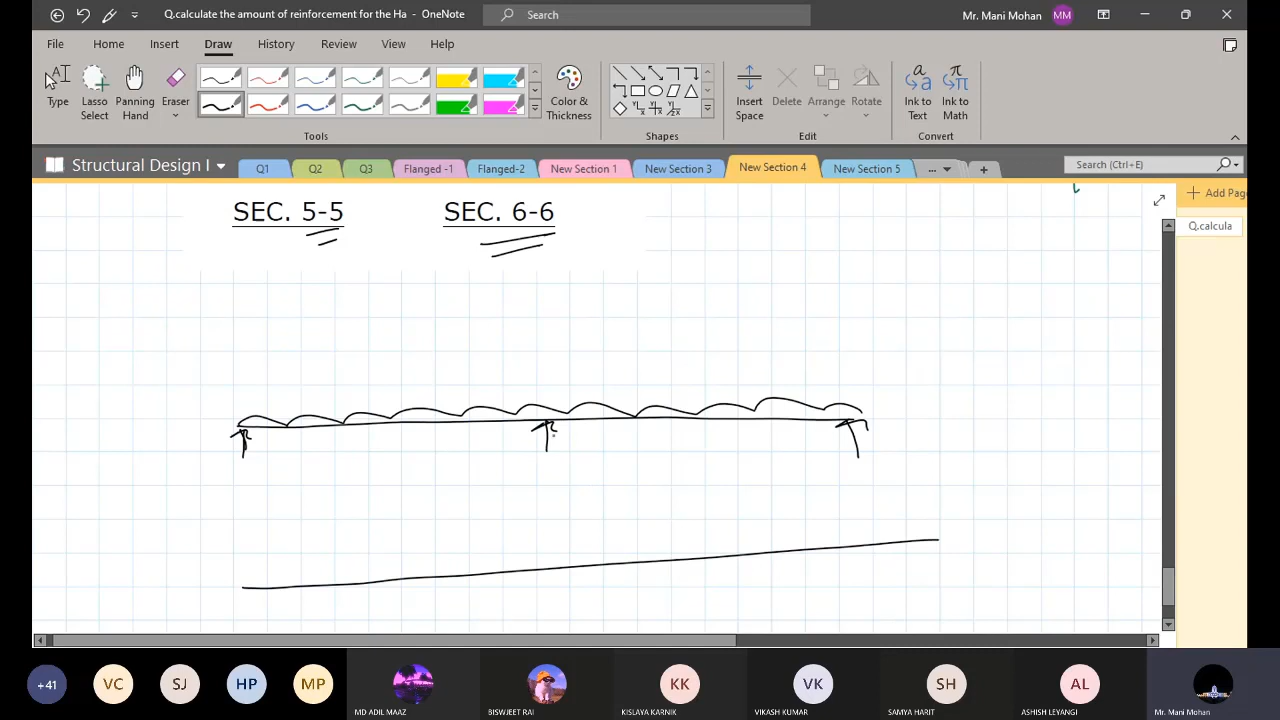 Q.calculate the amount of reinforcement for the Ha - OneNote
Search
Mr. Mani Mohan
MM
File Home Insert Draw History Review View Help
Type
Lasso Select
Panning Hand
Eraser
Color & Thickness
Insert Space
Delete
Arrange
Rotate
Ink to Text
Ink to Math
Tools
Shapes
Edit
Convert
Structural Design I
Q1 Q2 Q3 Flanged -1 Flanged-2 New Section 1 New Section 3 New Section 4 New Section 5 ...
Search (Ctrl+E)
Add Pag
SEC. 5-5 SEC. 6-6
Q.calcula
+41 VC SJ HP MP KK VK SH AL
MD ADIL MAAZ BISWJEET RAI KISLAYA KARNIK VIKASH KUMAR SAMYA HARIT ASHISH LEYANGI Mr. Mani Mohan